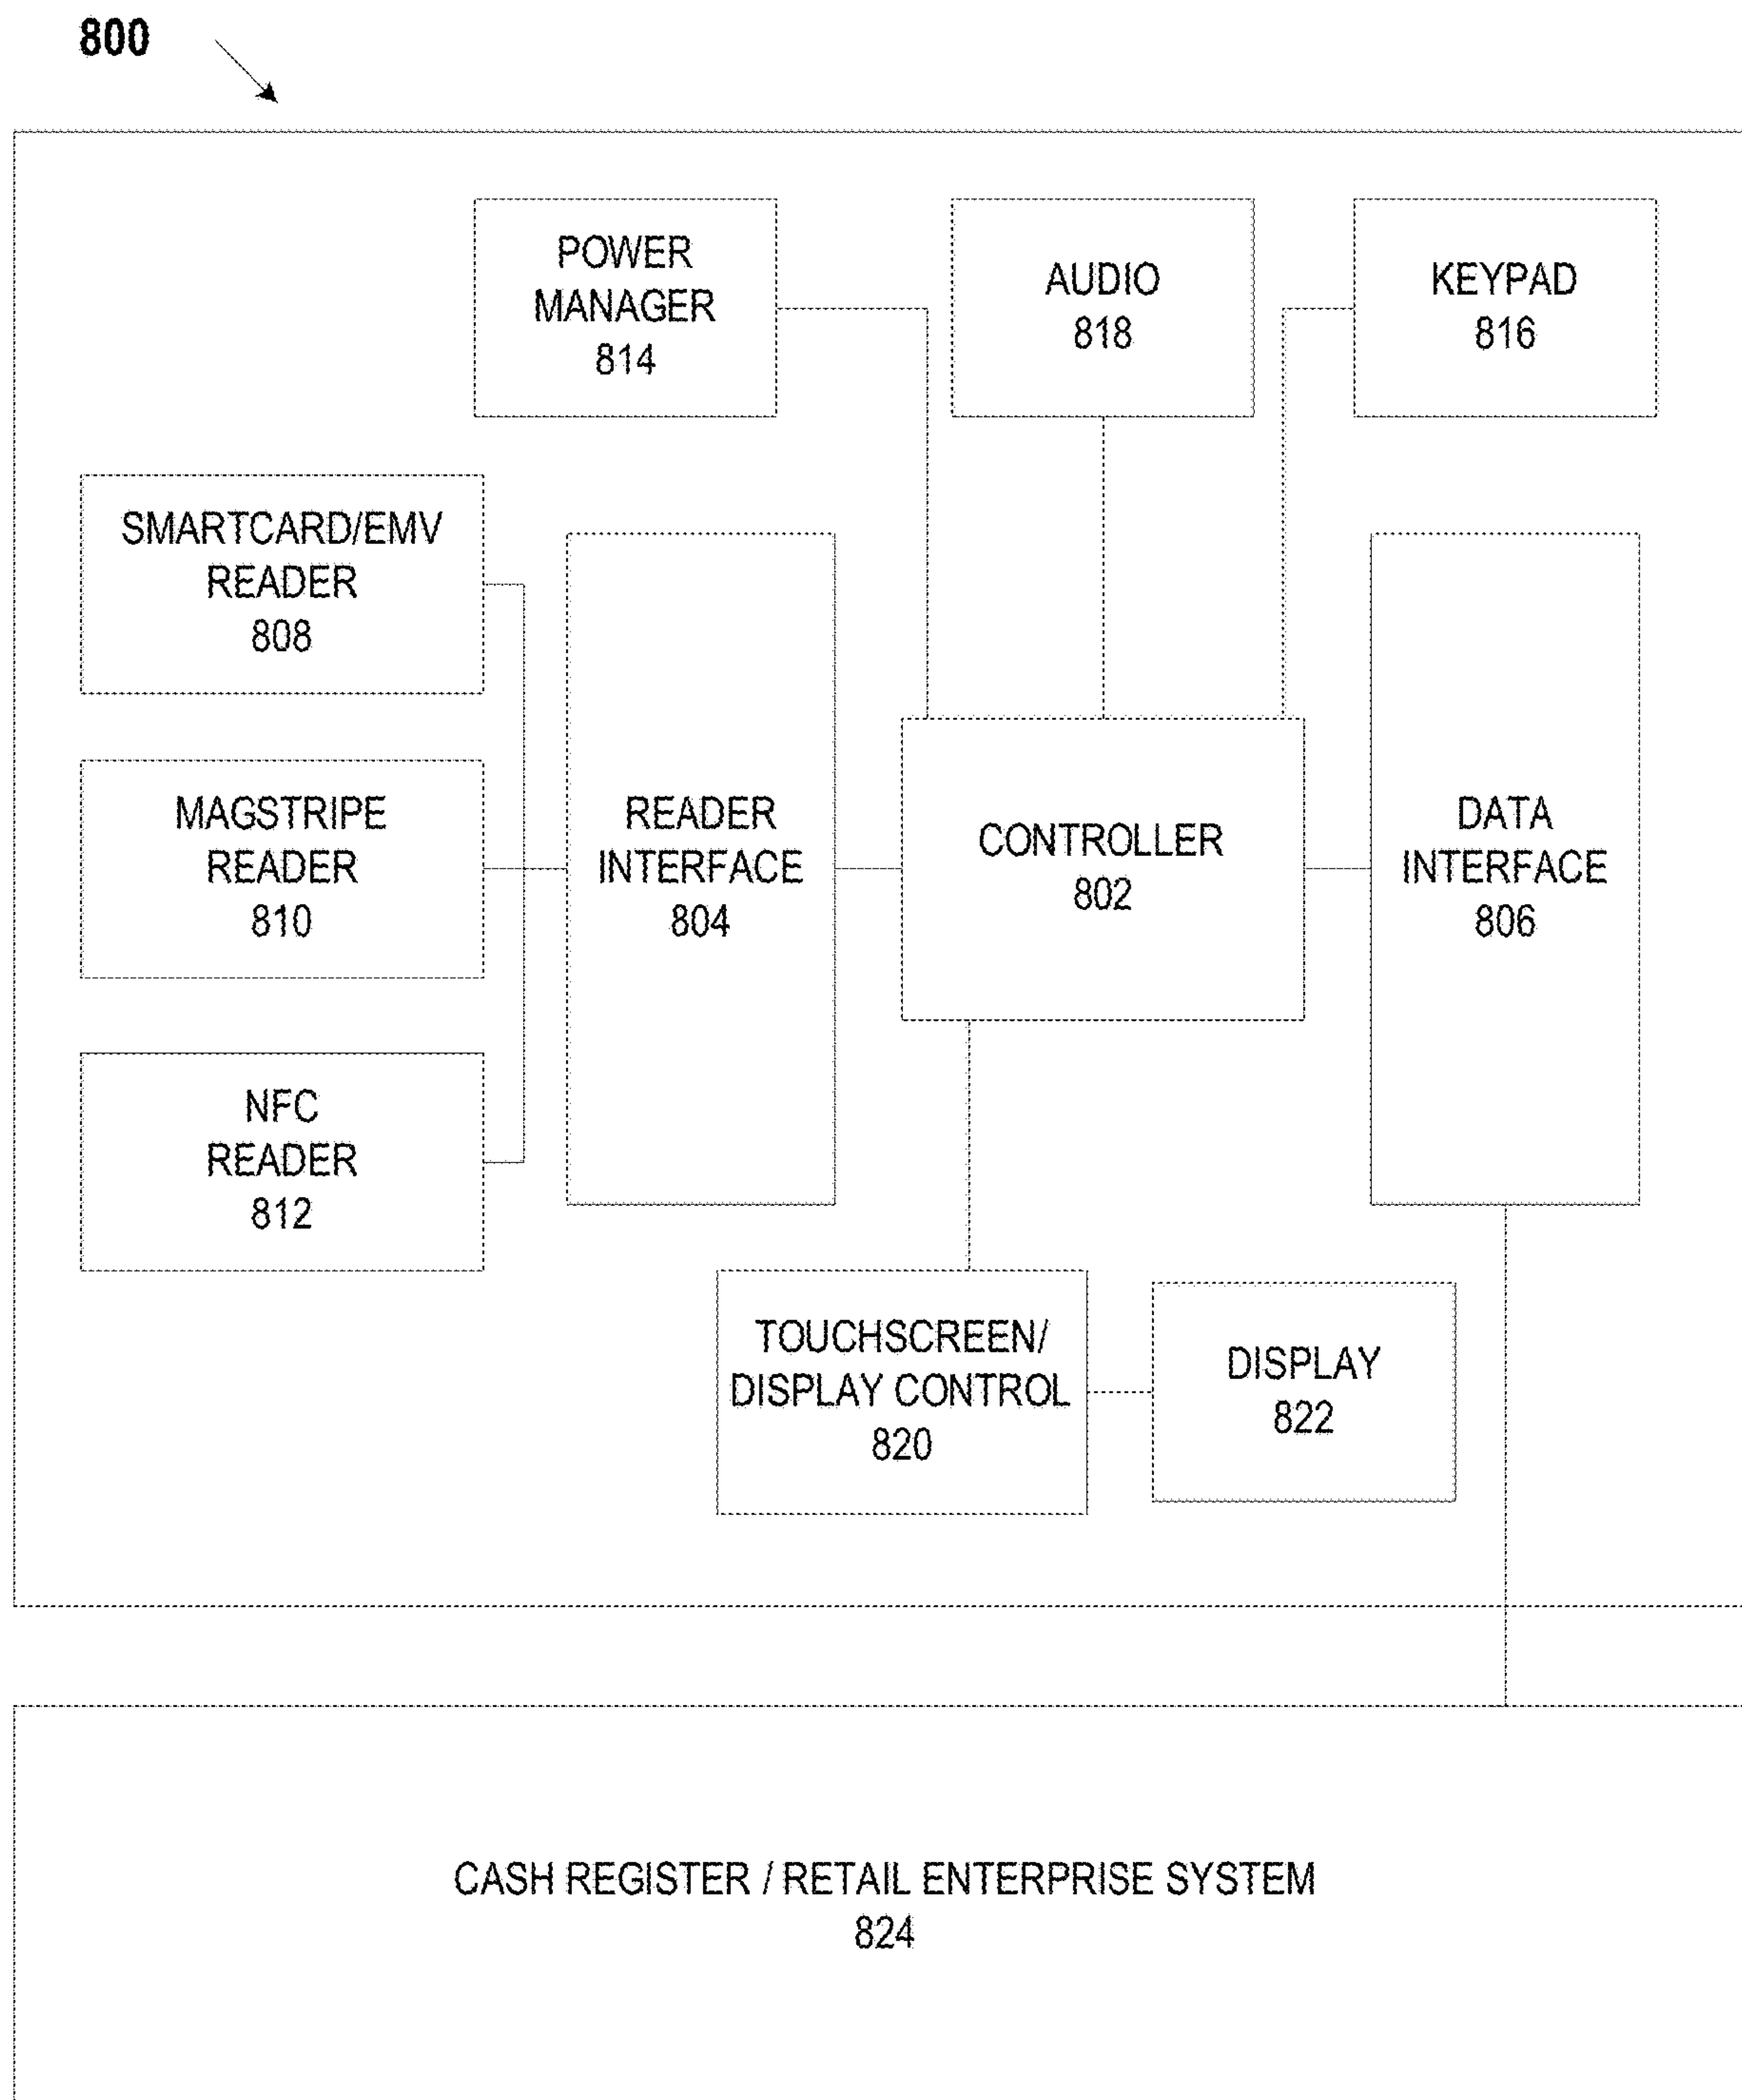 800
POWER
MANAGER
814
AUDIO
818
KEYPAD
816
SMARTCARD/EMV
READER
808
MAGSTRIPE
READER
810
NFC
READER
812
READER
INTERFACE
804
CONTROLLER
802
DATA
INTERFACE
806
TOUCHSCREEN/
DISPLAY CONTROL
820
DISPLAY
822
CASH REGISTER / RETAIL ENTERPRISE SYSTEM
824